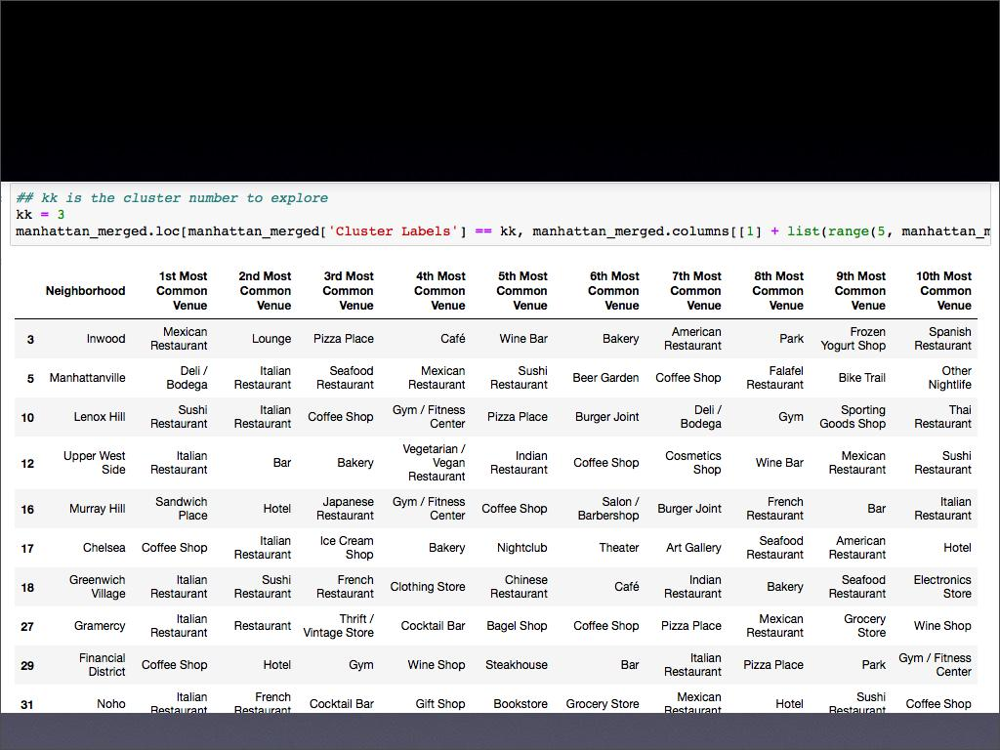 ## kk is the cluster number to explore
kk = 3
manhattan_merged.loc[manhattan_merged['Cluster Labels'] == kk, manhattan_merged.columns[[1] + list(range(5, manhattan_m
Neighborhood 1st Most Common Venue 2nd Most Common Venue 3rd Most Common Venue 4th Most Common Venue 5th Most Common Venue 6th Most Common Venue 7th Most Common Venue 8th Most Common Venue 9th Most Common Venue 10th Most Common Venue
3 Inwood Mexican Restaurant Lounge Pizza Place Café Wine Bar Bakery American Restaurant Park Frozen Yogurt Shop Spanish Restaurant
5 Manhattanville Deli / Bodega Italian Restaurant Seafood Restaurant Mexican Restaurant Sushi Restaurant Beer Garden Coffee Shop Falafel Restaurant Bike Trail Other Nightlife
10 Lenox Hill Sushi Restaurant Italian Restaurant Coffee Shop Gym / Fitness Center Pizza Place Burger Joint Deli / Bodega Gym Sporting Goods Shop Thai Restaurant
12 Upper West Side Italian Restaurant Bar Bakery Vegetarian / Vegan Restaurant Indian Restaurant Coffee Shop Cosmetics Shop Wine Bar Mexican Restaurant Sushi Restaurant
16 Murray Hill Sandwich Place Hotel Japanese Restaurant Gym / Fitness Center Coffee Shop Salon / Barbershop Burger Joint French Restaurant Bar Italian Restaurant
17 Chelsea Coffee Shop Italian Restaurant Ice Cream Shop Bakery Nightclub Theater Art Gallery Seafood Restaurant American Restaurant Hotel
18 Greenwich Village Italian Restaurant Sushi Restaurant French Restaurant Clothing Store Chinese Restaurant Café Indian Restaurant Bakery Seafood Restaurant Electronics Store
27 Gramercy Italian Restaurant Restaurant Thrift / Vintage Store Cocktail Bar Bagel Shop Coffee Shop Pizza Place Mexican Restaurant Grocery Store Wine Shop
29 Financial District Coffee Shop Hotel Gym Wine Shop Steakhouse Bar Italian Restaurant Pizza Place Park Gym / Fitness Center
31 Noho Italian Restaurant French Restaurant Cocktail Bar Gift Shop Bookstore Grocery Store Mexican Restaurant Hotel Sushi Restaurant Coffee Shop